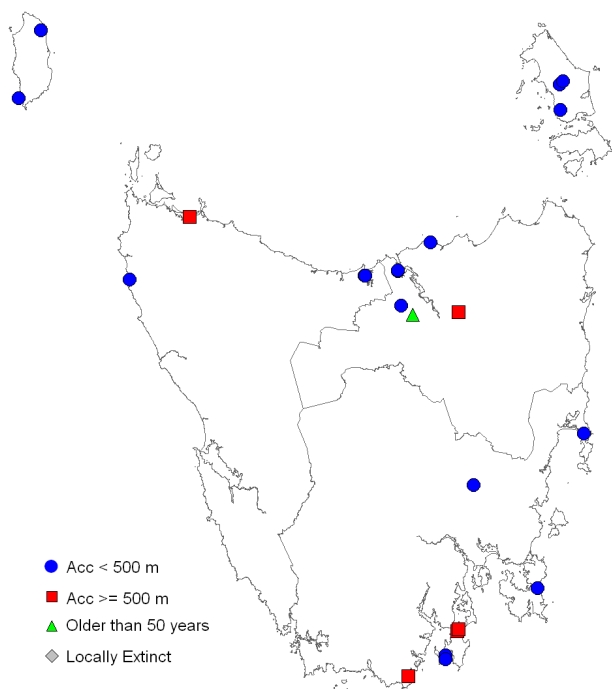 Acc < 500 m
Acc >= 500 m
Older than 50 years
Locally Extinct